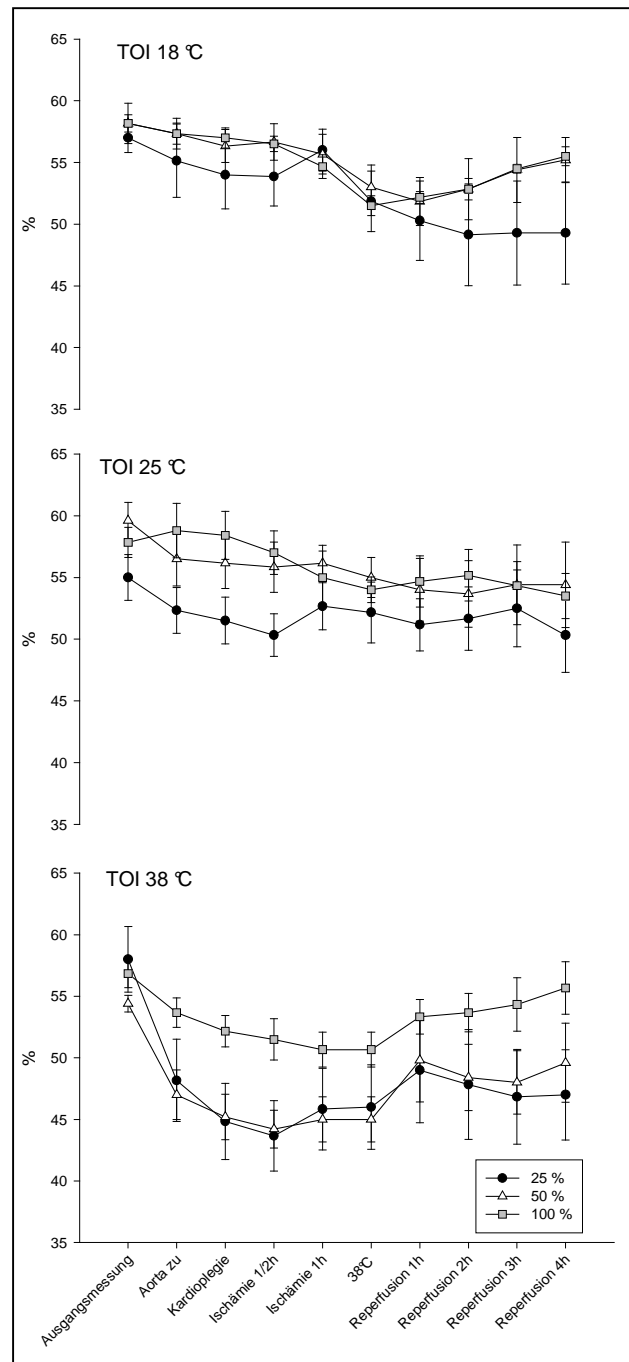 TOI 18 °C
65
60
55
50
45
40
35
%
TOI 25 °C
65
60
55
50
45
40
35
%
TOI 38 °C
65
60
55
50
45
40
35
%
25 %
50 %
100 %
Ausgangsmessung
Aorta zu
Kardioplegie
Ischämie 1/2h
Ischämie 1h
38°C
Reperfusion 1h
Reperfusion 2h
Reperfusion 3h
Reperfusion 4h